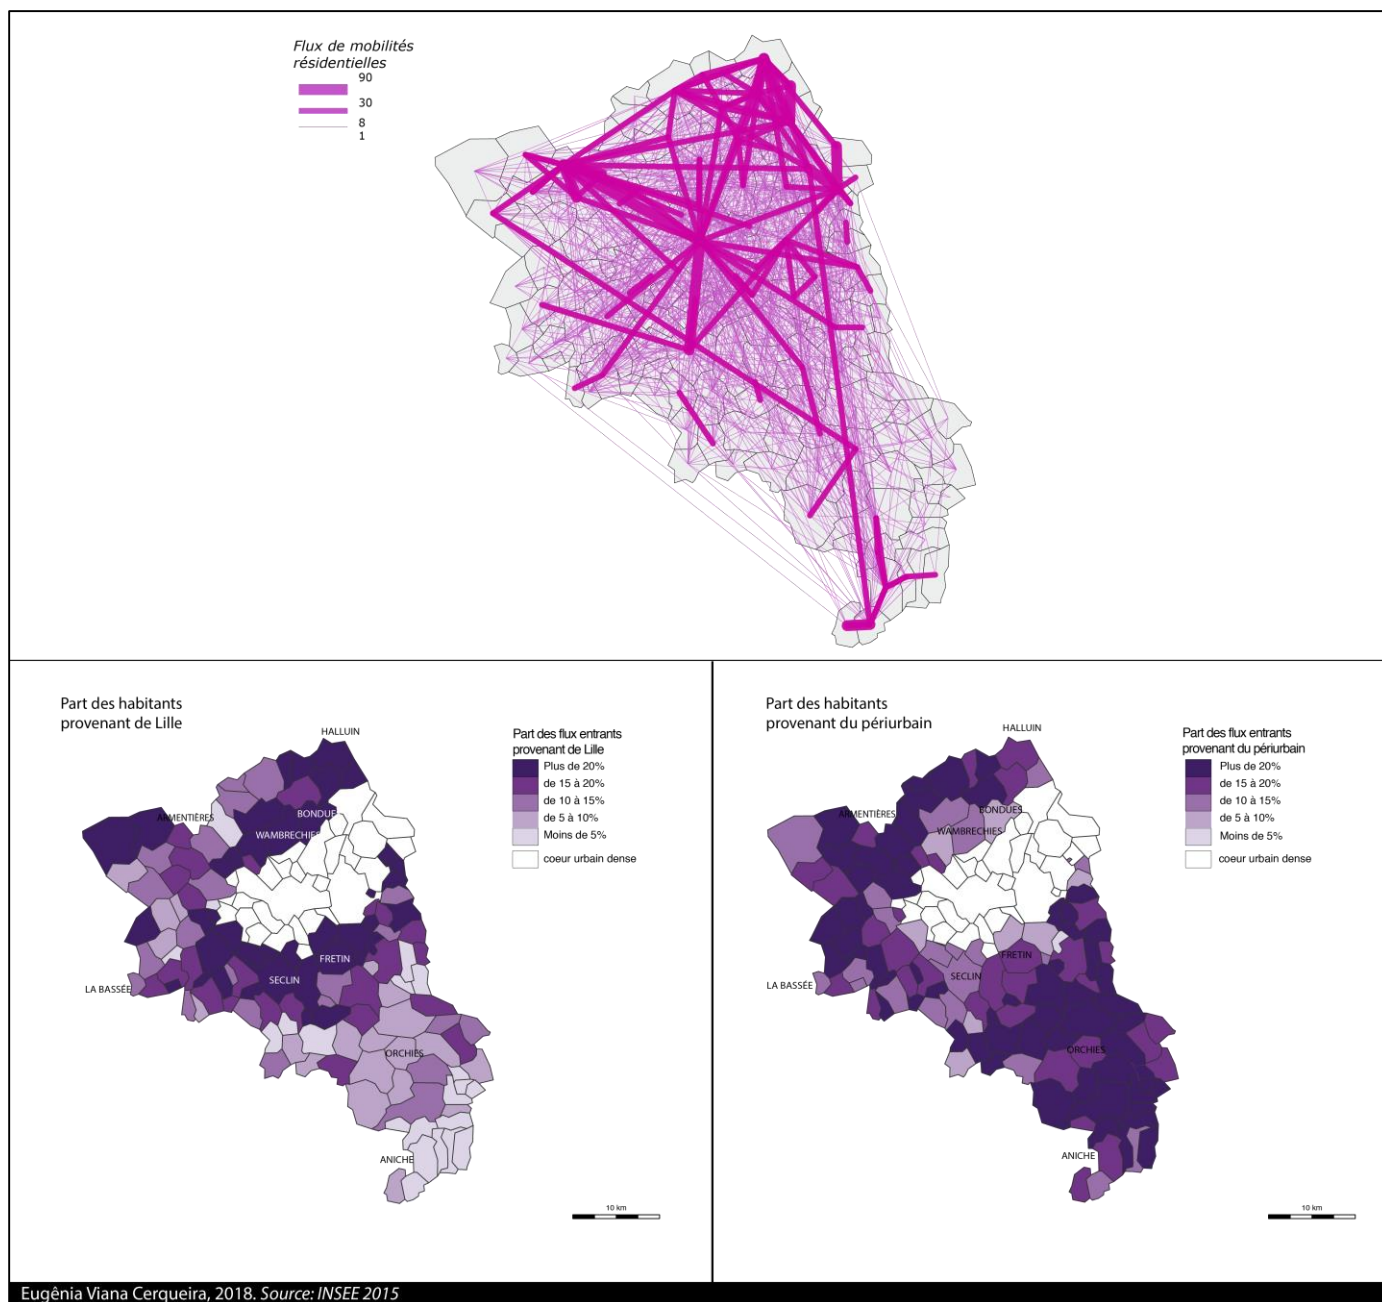 Flux de mobilités
résidentielles
90
30
8
1
Part des habitants
provenant de Lille
HALLUIN
Part des flux entrants
provenant de Lille
Plus de 20%
de 15 à 20%
de 10 à 15%
de 5 à 10%
Moins de 5%
coeur urbain dense
ARMENTIÈRES
BONDUES
WAMBRECHIES
FRETIN
SECLIN
LA BASSÉE
ORCHIES
ANICHE
10 km
Part des habitants
provenant du périurbain
HALLUIN
Part des flux entrants
provenant du périurbain
Plus de 20%
de 15 à 20%
de 10 à 15%
de 5 à 10%
Moins de 5%
coeur urbain dense
ARMENTIÈRES
BONDUES
WAMBRECHIES
FRETIN
SECLIN
LA BASSÉE
ORCHIES
ANICHE
10 km
Eugênia Viana Cerqueira, 2018. Source: INSEE 2015